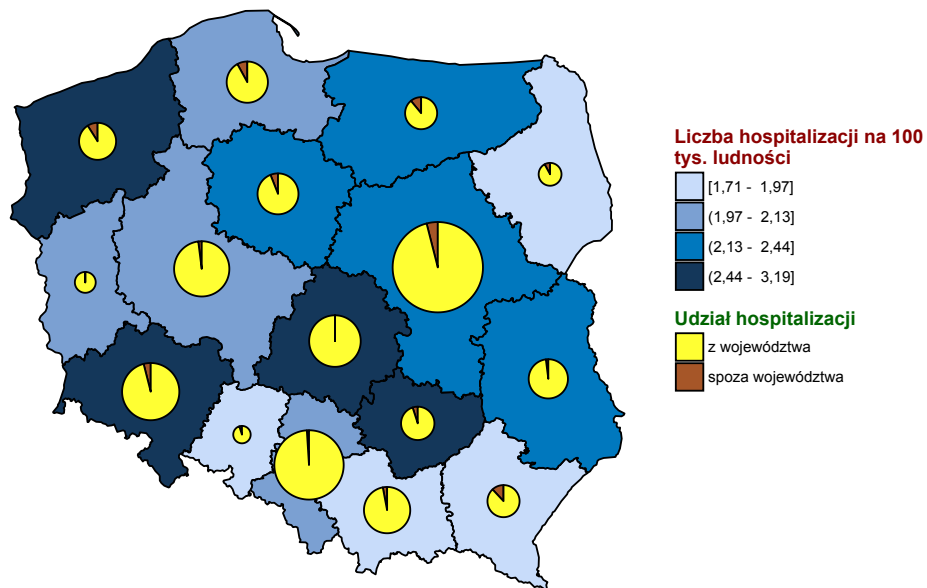 Liczba hospitalizacji na 100
tys. ludności
[1,71 - 1,97]
(1,97 - 2,13]
(2,13 - 2,44]
(2,44 - 3,19]
Udział hospitalizacji
z województwa
spoza województwa